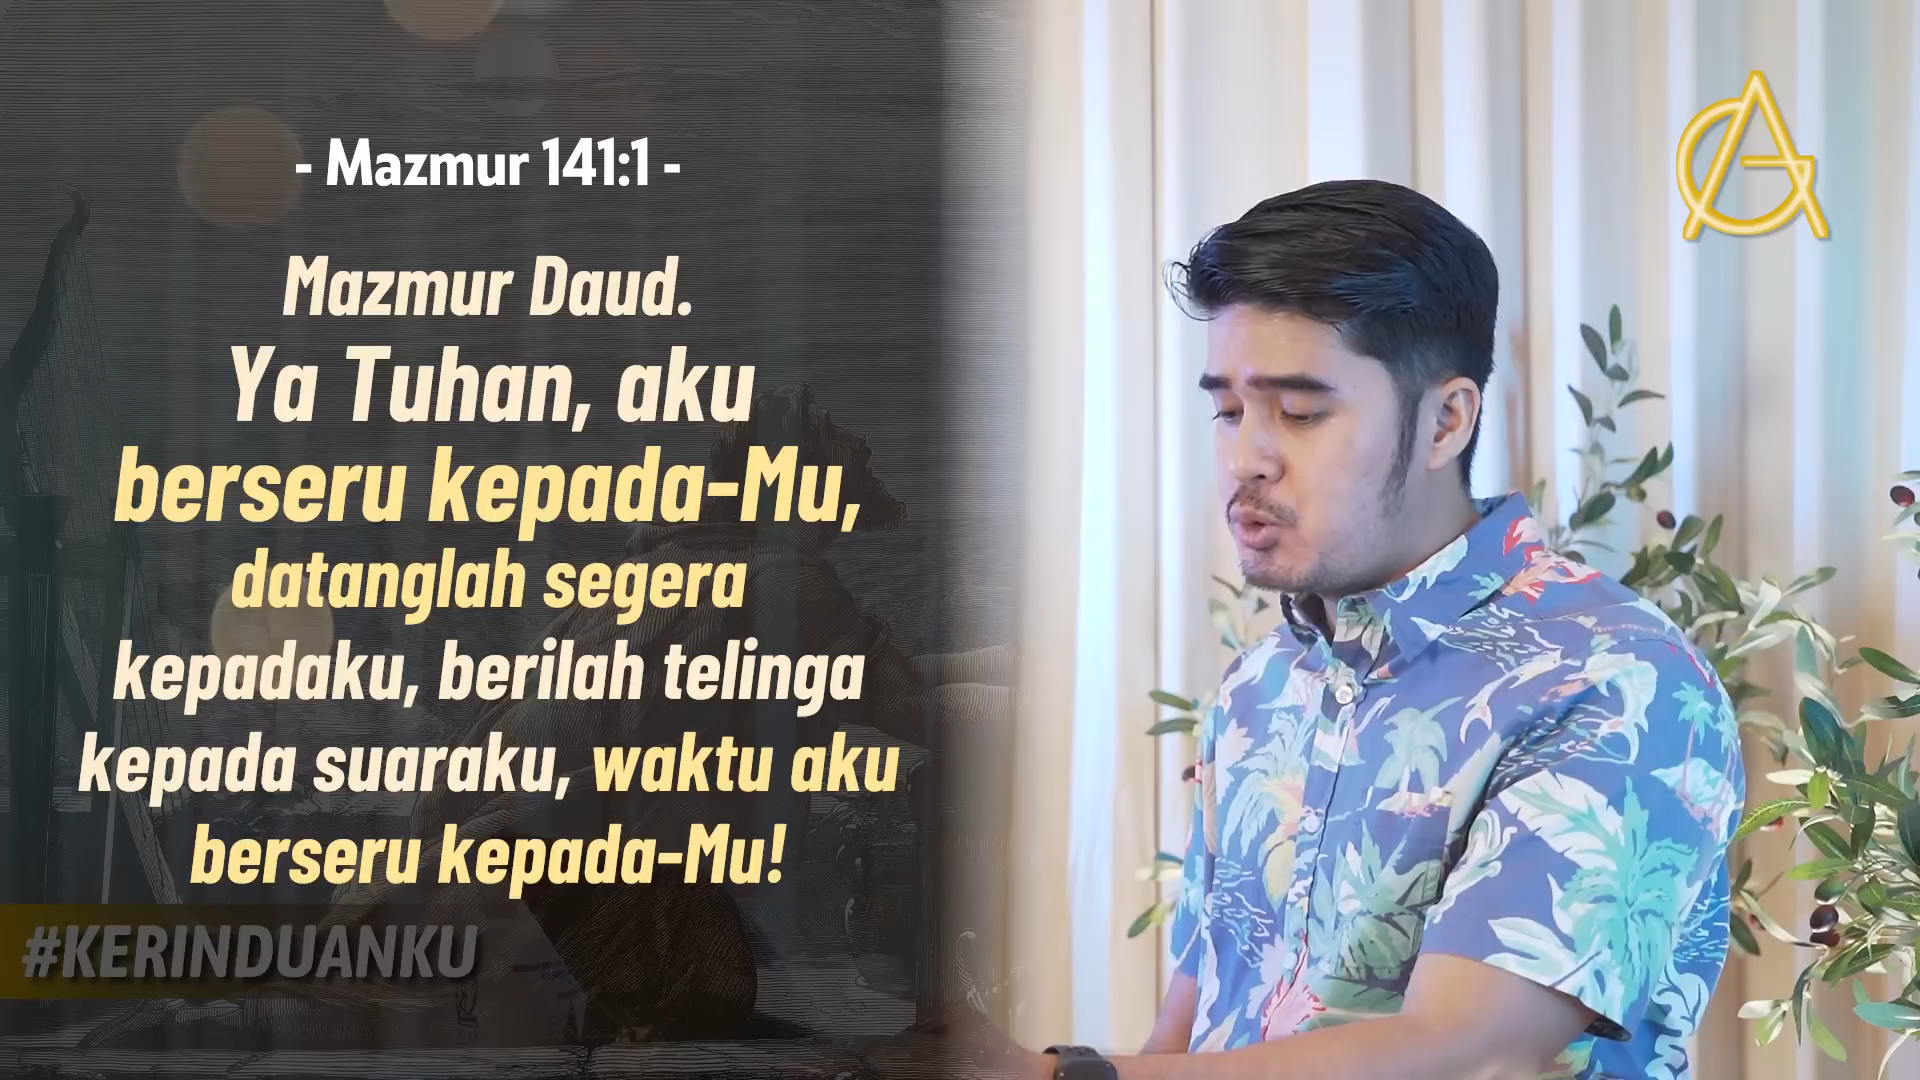 - Mazmur 141:1 -
Mazmur Daud.
Ya Tuhan, aku
berseru kepada-Mu,
datanglah segera
kepadaku, berilah telinga
kepada suaraku, waktu aku
berseru kepada-Mu!
#KERINDUANKU